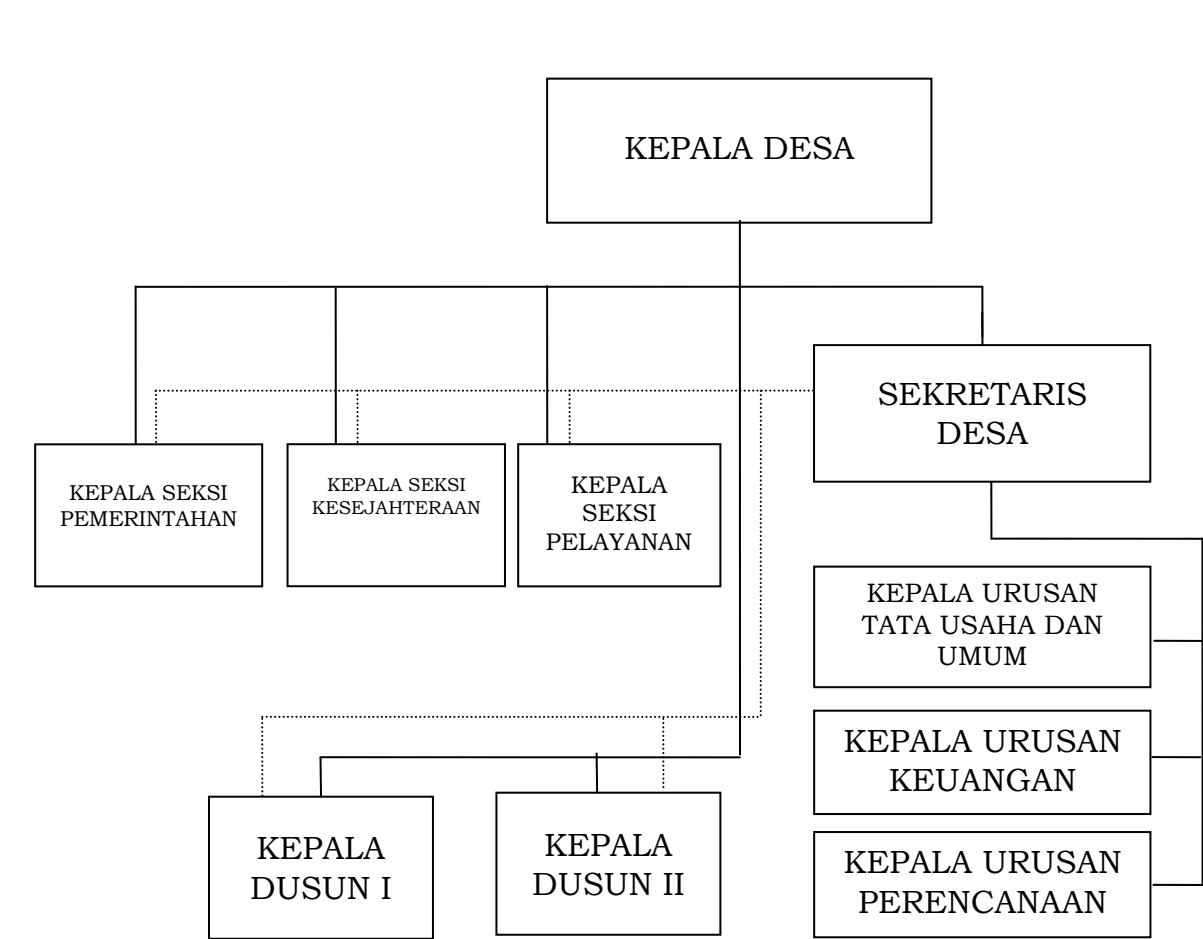 KEPALA DESA
SEKRETARIS
DESA
KEPALA SEKSI
PEMERINTAHAN
KEPALA SEKSI
KESEJAHTERAAN
KEPALA
SEKSI
PELAYANAN
KEPALA URUSAN
TATA USAHA DAN
UMUM
KEPALA URUSAN
KEUANGAN
KEPALA URUSAN
PERENCANAAN
KEPALA
DUSUN I
KEPALA
DUSUN II